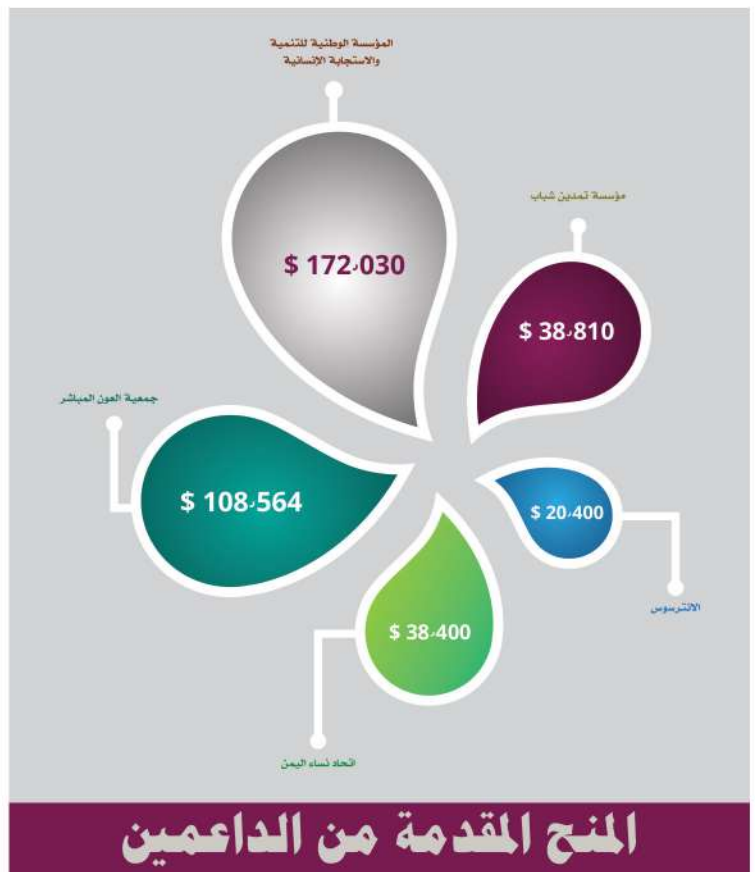 المؤسسة الوطنية للتنمية
والاستجابة الإنسانية
$ 172,030
مؤسسة تمدين شباب
$ 38,810
جمعية العون المباشر
$ 108,564
$ 20,400
الانترسوس
$ 38,400
اتحاد نساء اليمن
المنح المقدمة من الداعمين